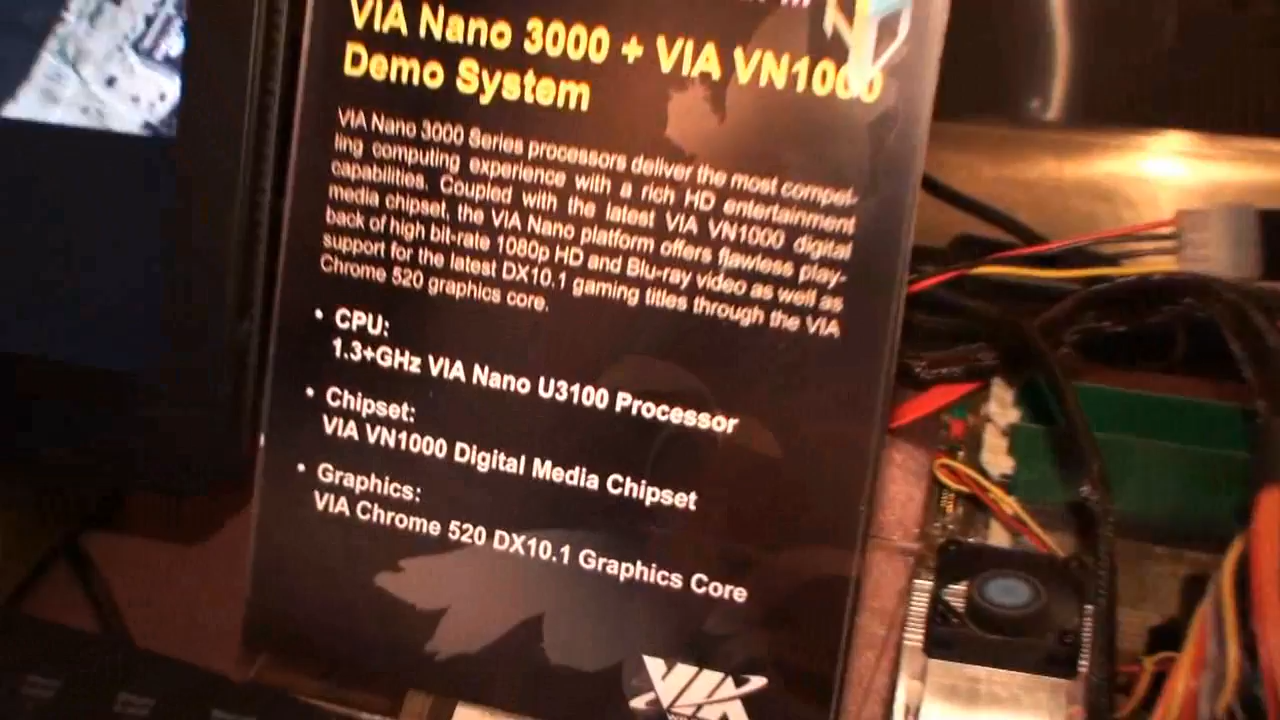 VIA Nano 3000 + VIA VN1000
Demo System
VIA Nano 3000 Series processors deliver the most compel-
ling computing experience with a rich HD entertainment
capabilities. Coupled with the latest VIA VN1000 digital
media chipset, the VIA Nano platform offers flawless play-
back of high bit-rate 1080p HD and Blu-ray video as well as
support for the latest DX10.1 gaming titles through the VIA
Chrome 520 graphics core.
• CPU:
1.3+GHz VIA Nano U3100 Processor
• Chipset:
VIA VN1000 Digital Media Chipset
• Graphics:
VIA Chrome 520 DX10.1 Graphics Core
VIA